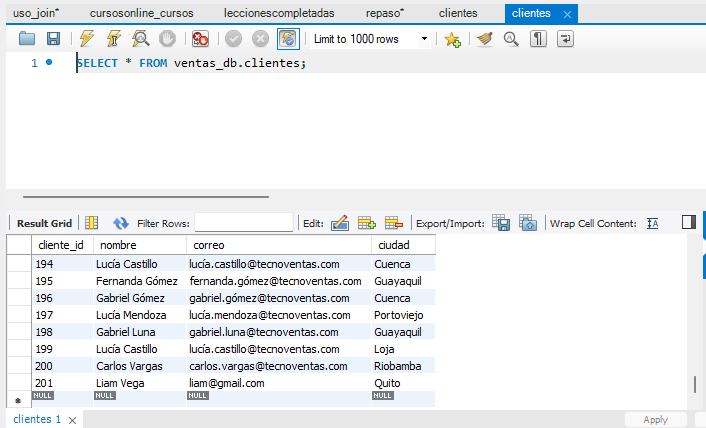 uso_join* cursosonline_cursos leccionescompletadas repaso* clientes clientes
Limit to 1000 rows
1 SELECT * FROM ventas_db.clientes;
Result Grid Filter Rows: Edit: Export/Import: Wrap Cell Content:
cliente_id nombre correo ciudad
194 Lucía Castillo lucía.castillo@tecnoventas.com Cuenca
195 Fernanda Gómez fernanda.gómez@tecnoventas.com Guayaquil
196 Gabriel Gómez gabriel.gómez@tecnoventas.com Cuenca
197 Lucía Mendoza lucía.mendoza@tecnoventas.com Portoviejo
198 Gabriel Luna gabriel.luna@tecnoventas.com Guayaquil
199 Lucía Castillo lucía.castillo@tecnoventas.com Loja
200 Carlos Vargas carlos.vargas@tecnoventas.com Riobamba
201 Liam Vega liam@gmail.com Quito
NULL NULL NULL NULL
clientes 1 Apply